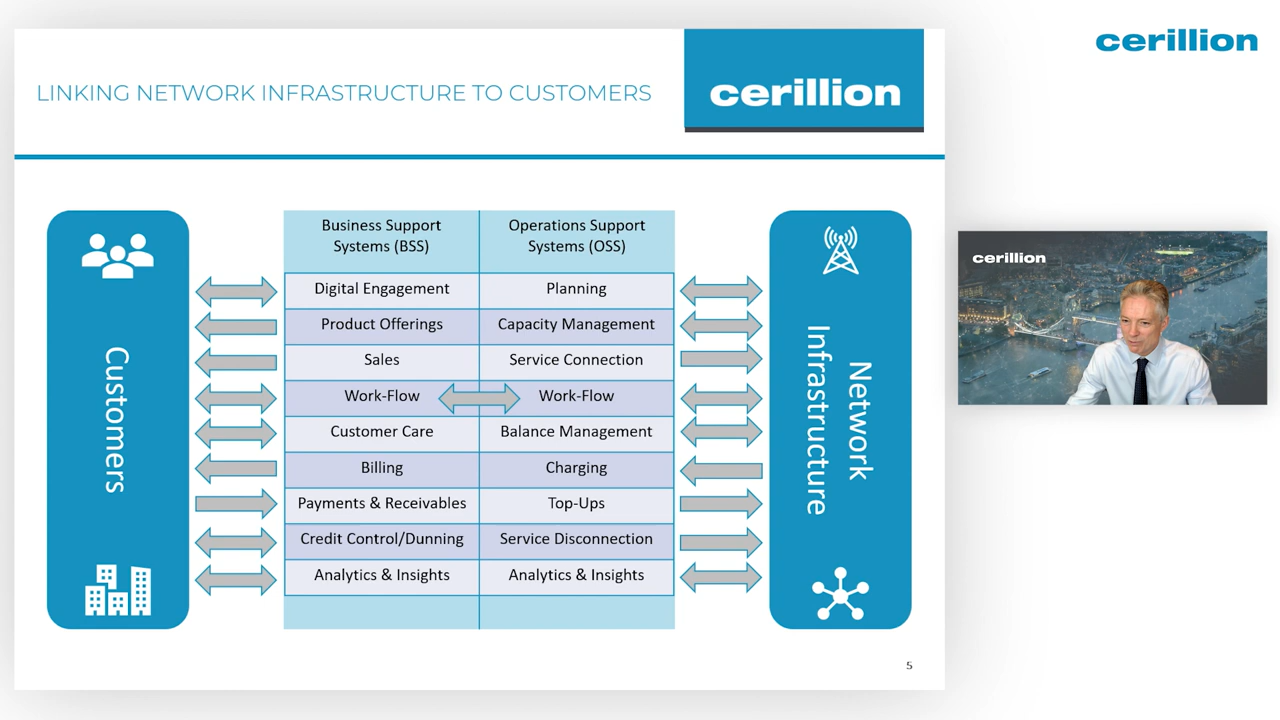 cerillion
LINKING NETWORK INFRASTRUCTURE TO CUSTOMERS
cerillion
Customers
Business Support
Systems (BSS)
Operations Support
Systems (OSS)
Digital Engagement
Planning
Product Offerings
Capacity Management
Sales
Service Connection
Work-Flow
Work-Flow
Customer Care
Balance Management
Billing
Charging
Payments & Receivables
Top-Ups
Credit Control/Dunning
Service Disconnection
Analytics & Insights
Analytics & Insights
Network
Infrastructure
cerillion
5